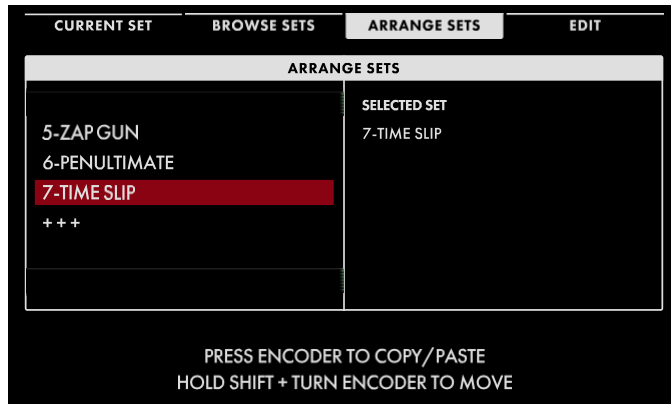 CURRENT SET BROWSE SETS ARRANGE SETS EDIT
ARRANGE SETS
SELECTED SET
5-ZAP GUN
7-TIME SLIP
6-PENULTIMATE
7-TIME SLIP
+++
PRESS ENCODER TO COPY/PASTE
HOLD SHIFT + TURN ENCODER TO MOVE